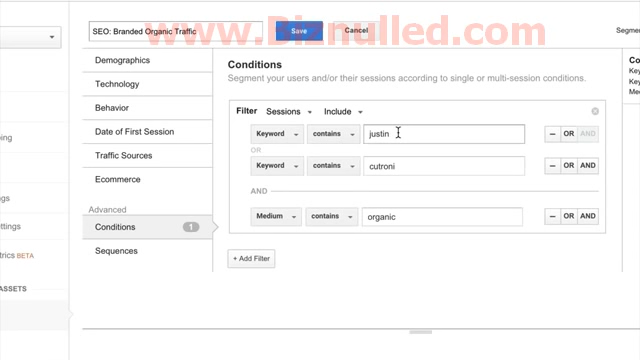 www.Biznulled.com
SEO: Branded Organic Traffic
Save
Cancel
Segme
Demographics
Technology
Behavior
Date of First Session
Traffic Sources
Ecommerce
Advanced
Conditions 1
Sequences
Conditions
Segment your users and/or their sessions according to single or multi-session conditions.
Filter Sessions Include
Keyword contains justin – OR AND
OR
Keyword contains cutroni – OR AND
AND
Medium contains organic – OR AND
+ Add Filter
Co
Key
Key
Me
ing
gs
ettings
trics BETA
ASSETS